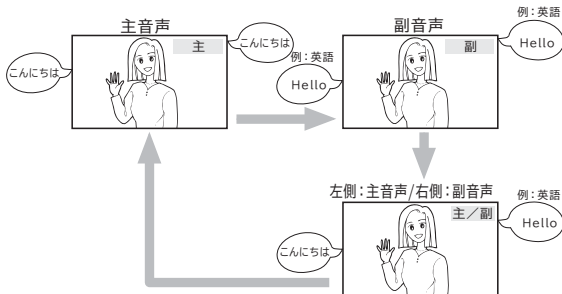 主音声
主
こんにちは
こんにちは
副音声
副
例：英語
Hello
例：英語
Hello
左側：主音声/右側：副音声
主／副
こんにちは
例：英語
Hello